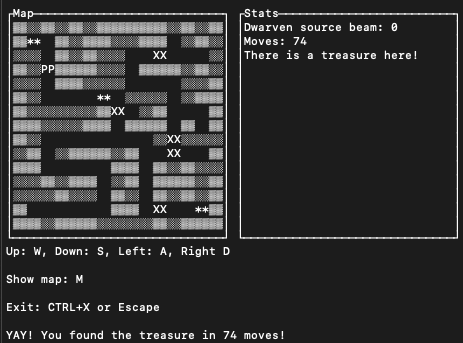 Map
Stats
Dwarven source beam: 0
Moves: 74
There is a treasure here!
**
XX
PP
**
XX
XX
XX
XX **
Up: W, Down: S, Left: A, Right D
Show map: M
Exit: CTRL+X or Escape
YAY! You found the treasure in 74 moves!